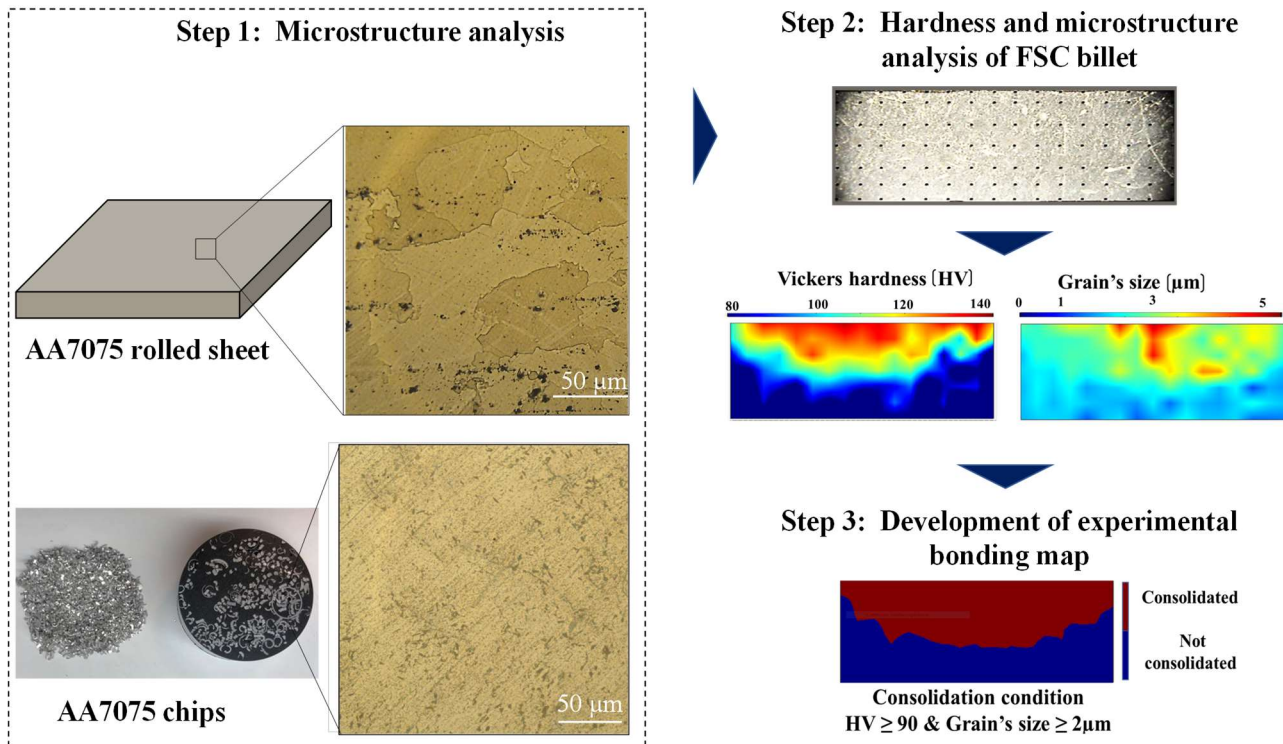 Step 1: Microstructure analysis
50 µm
AA7075 rolled sheet
50 µm
AA7075 chips
Step 2: Hardness and microstructure
analysis of FSC billet
Vickers hardness (HV)
80 100 120 140
Grain's size (µm)
0 1 3 5
Step 3: Development of experimental
bonding map
Consolidated
Not
consolidated
Consolidation condition
HV ≥ 90 & Grain's size ≥ 2µm